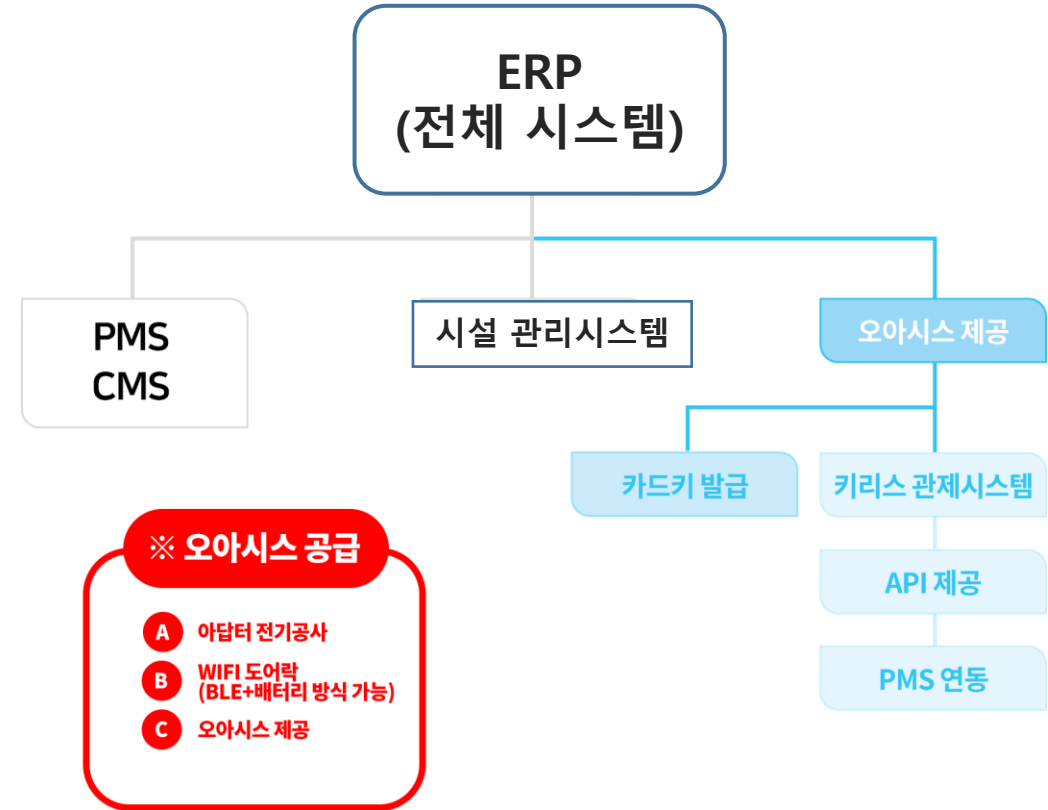 ERP
(전체 시스템)
PMS
CMS
시설 관리시스템
오아시스 제공
카드키 발급
키리스 관제시스템
API 제공
PMS 연동
※ 오아시스 공급
A 아답터 전기공사
B WIFI 도어락
(BLE+배터리 방식 가능)
C 오아시스 제공